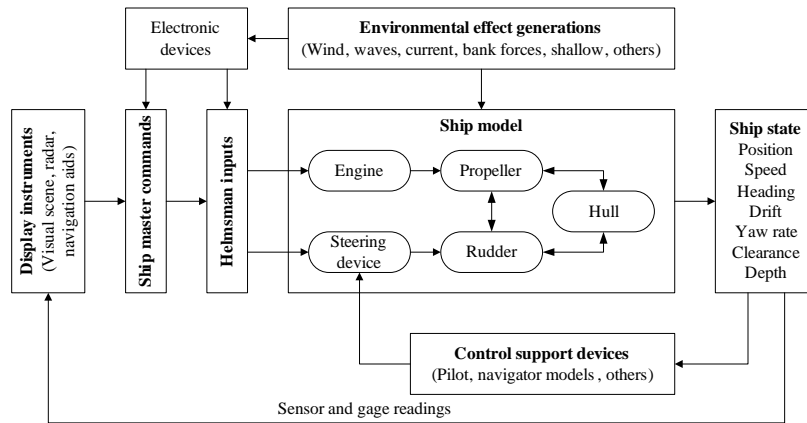 Electronic
devices
Environmental effect generations
(Wind, waves, current, bank forces, shallow, others)
Display instruments
(Visual scene, radar,
navigation aids)
Ship master commands
Helmsman inputs
Ship model
Engine
Propeller
Hull
Steering
device
Rudder
Ship state
Position
Speed
Heading
Drift
Yaw rate
Clearance
Depth
Control support devices
(Pilot, navigator models , others)
Sensor and gage readings